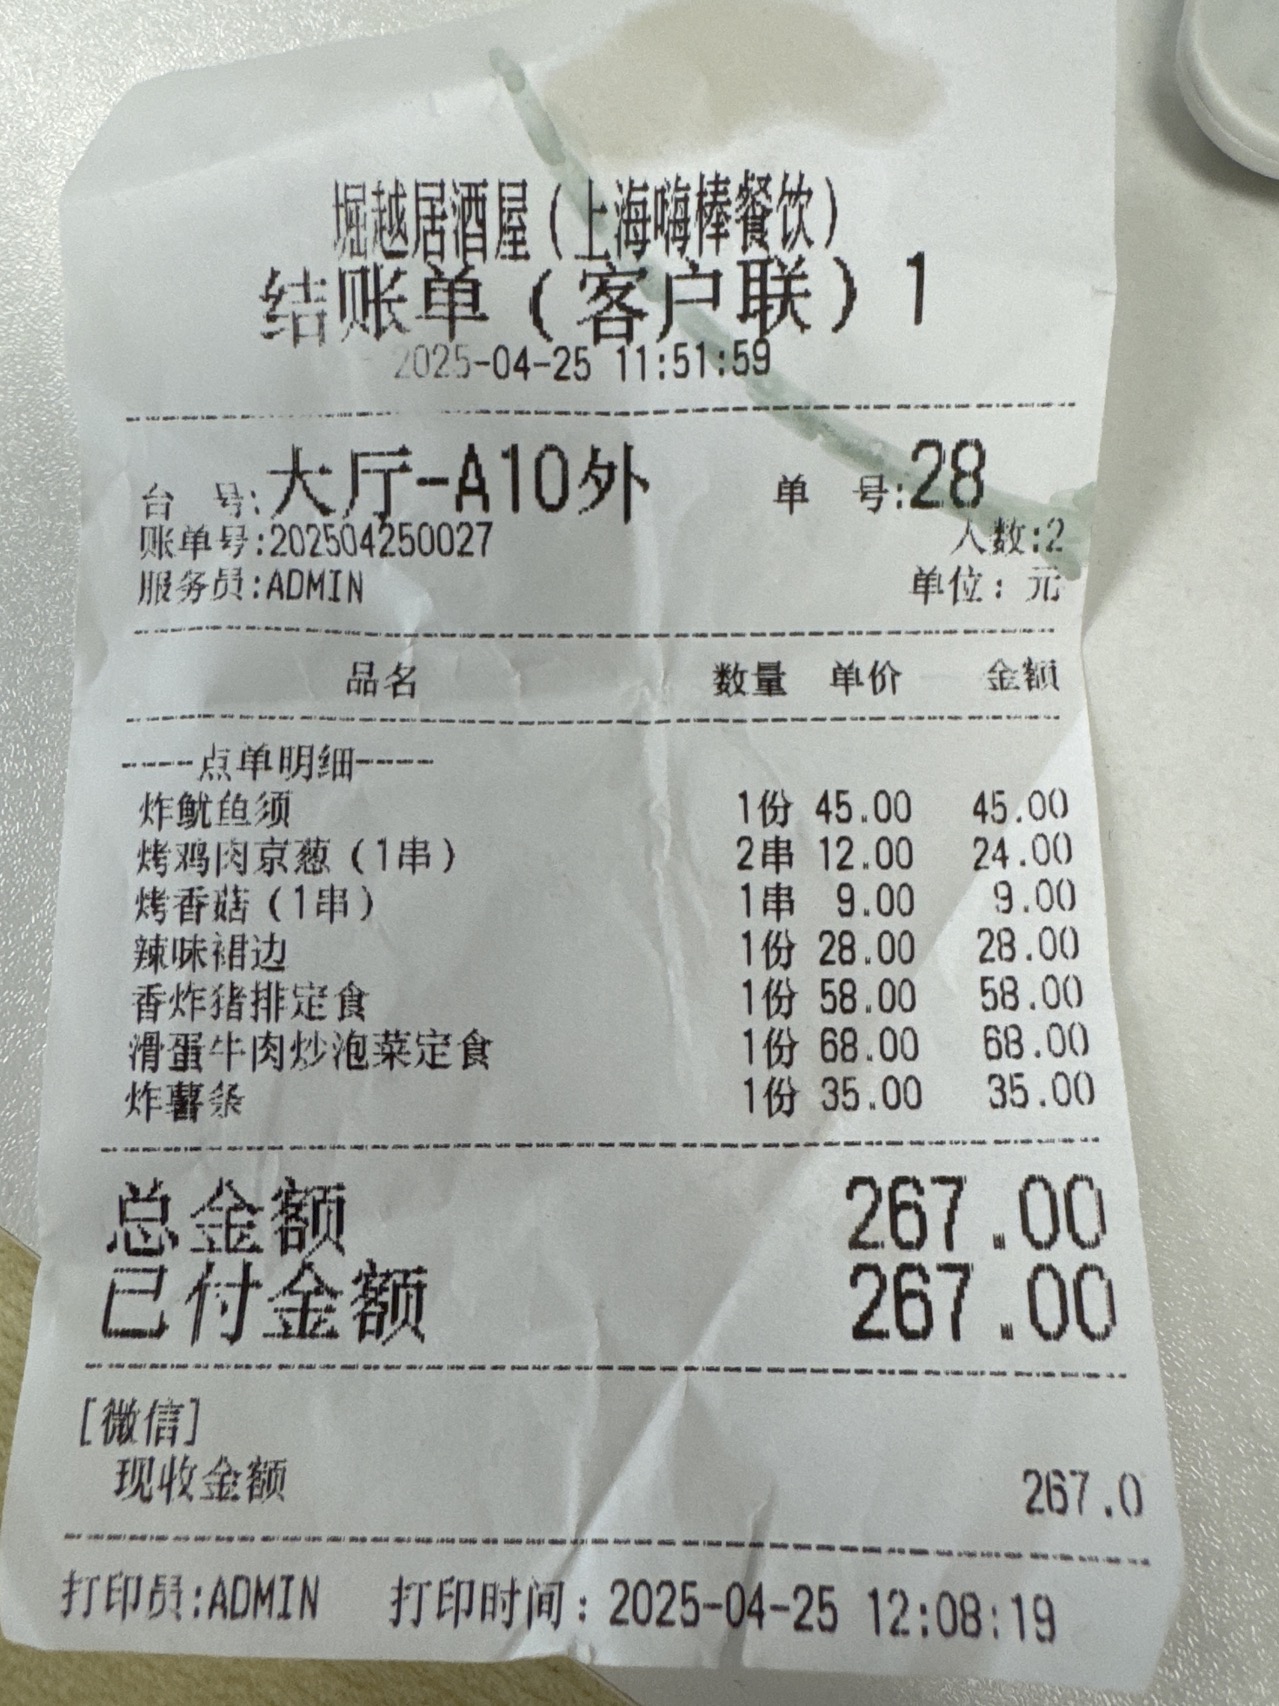 堀越居酒屋（上海嗨棒餐饮）
结账单（客户联）1
2025-04-25 11:51:59
台 号:大厅-A10外 单 号:28
账单号:202504250027 人数:2
服务员:ADMIN 单位：元
品名 数量 单价 金额
----点单明细----
炸鱿鱼须 1份 45.00 45.00
烤鸡肉京葱（1串） 2串 12.00 24.00
烤香菇（1串） 1串 9.00 9.00
辣味裙边 1份 28.00 28.00
香炸猪排定食 1份 58.00 58.00
滑蛋牛肉炒泡菜定食 1份 68.00 68.00
炸薯条 1份 35.00 35.00
总金额 267.00
已付金额 267.00
[微信]
现收金额 267.0
打印员:ADMIN 打印时间：2025-04-25 12:08:19